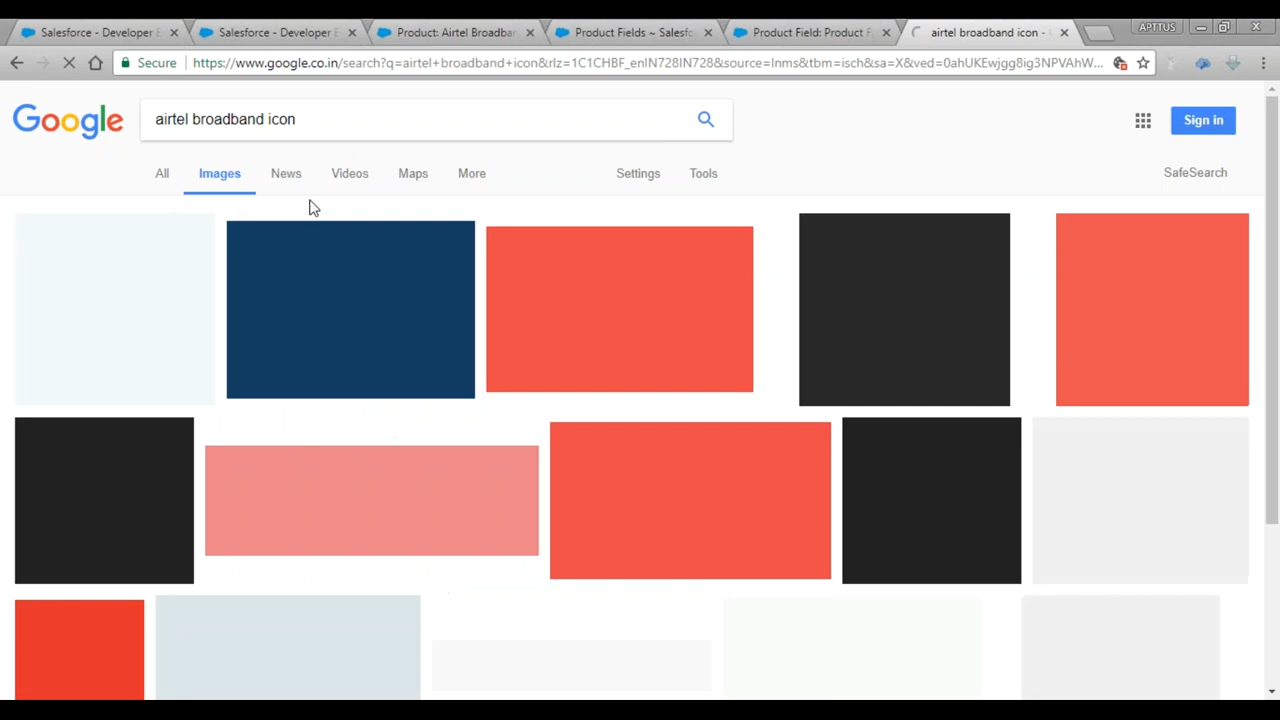 Salesforce - Developer E
Salesforce - Developer E
Product: Airtel Broadban
Product Fields ~ Salesfo
Product Field: Product F
airtel broadband icon -
APTTUS
Secure
https://www.google.co.in/search?q=airtel+broadband+icon&rlz=1C1CHBF_enIN728IN728&source=lnms&tbm=isch&sa=X&ved=0ahUKEwjgg8ig3NPVAhW...
Google
airtel broadband icon
Sign in
All
Images
News
Videos
Maps
More
Settings
Tools
SafeSearch